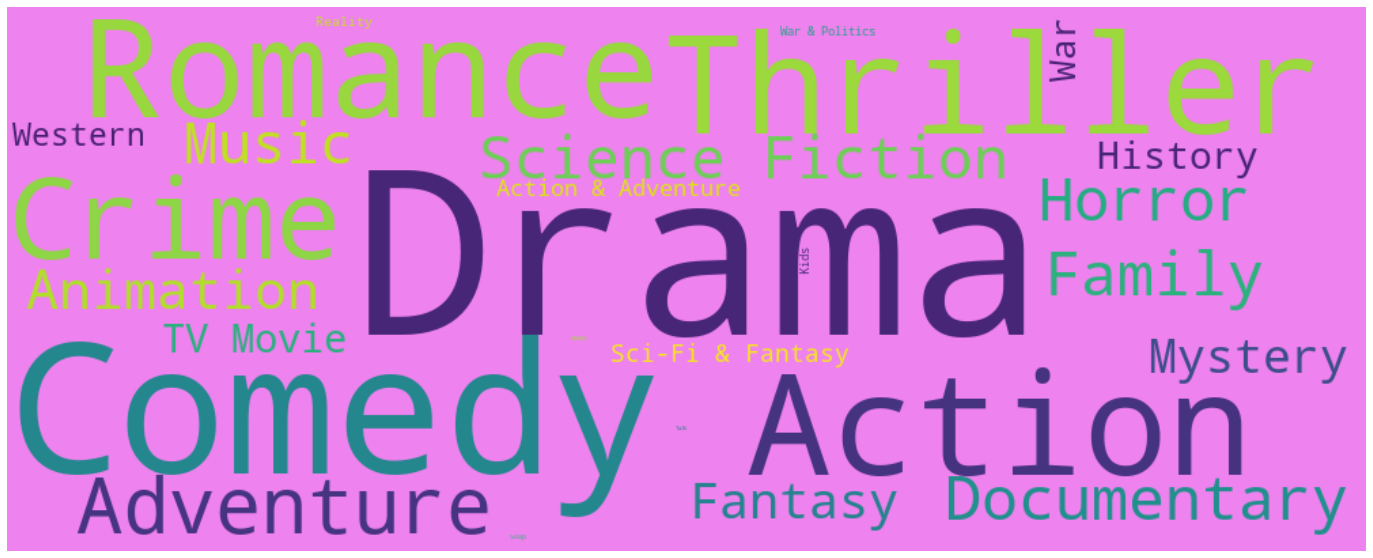 Reality
War & Politics
Romance
Thriller
War
Western
Music
Science Fiction
History
Crime
Action & Adventure
Horror
Drama
Kids
Family
Animation
TV Movie
Sci-Fi & Fantasy
Mystery
Comedy
Action
Adventure
Fantasy
Documentary
Soap